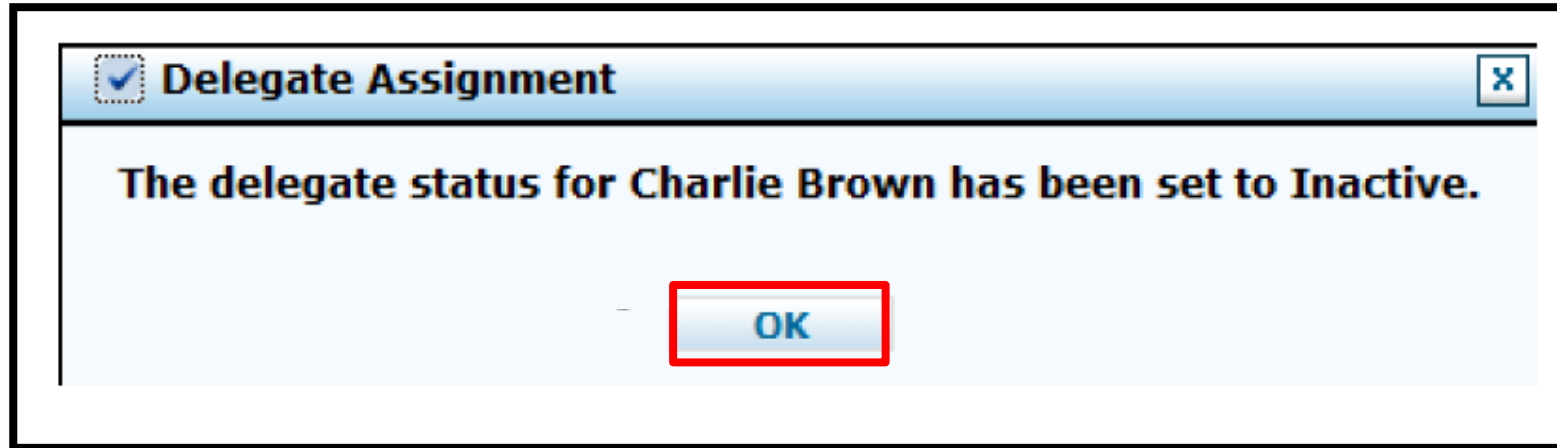 Delegate Assignment
x
The delegate status for Charlie Brown has been set to Inactive.
OK